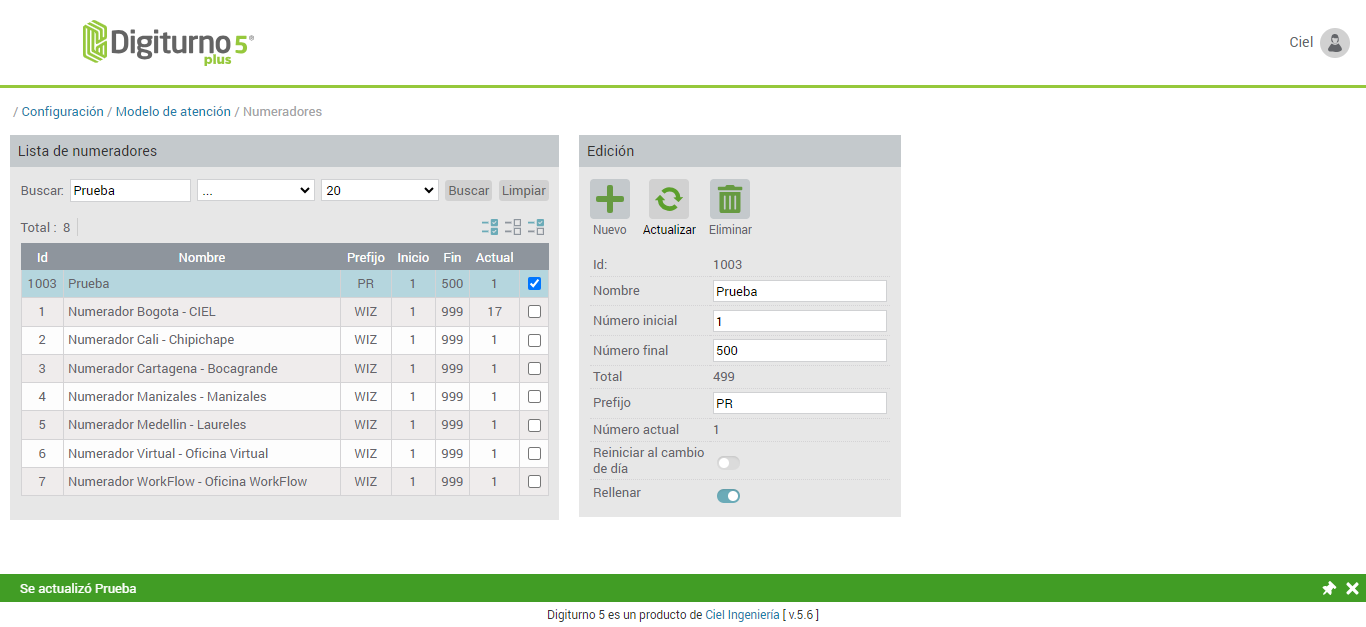 Digiturno 5®
plus
Ciel
/ Configuración / Modelo de atención / Numeradores
Lista de numeradores
Buscar: Prueba ... 20 Buscar Limpiar
Total : 8
Id Nombre Prefijo Inicio Fin Actual
1003 Prueba PR 1 500 1
1 Numerador Bogota - CIEL WIZ 1 999 17
2 Numerador Cali - Chipichape WIZ 1 999 1
3 Numerador Cartagena - Bocagrande WIZ 1 999 1
4 Numerador Manizales - Manizales WIZ 1 999 1
5 Numerador Medellin - Laureles WIZ 1 999 1
6 Numerador Virtual - Oficina Virtual WIZ 1 999 1
7 Numerador WorkFlow - Oficina WorkFlow WIZ 1 999 1
Edición
Nuevo Actualizar Eliminar
Id: 1003
Nombre Prueba
Número inicial 1
Número final 500
Total 499
Prefijo PR
Número actual 1
Reiniciar al cambio
de día
Rellenar
Se actualizó Prueba
Digiturno 5 es un producto de Ciel Ingeniería [ v.5.6 ]